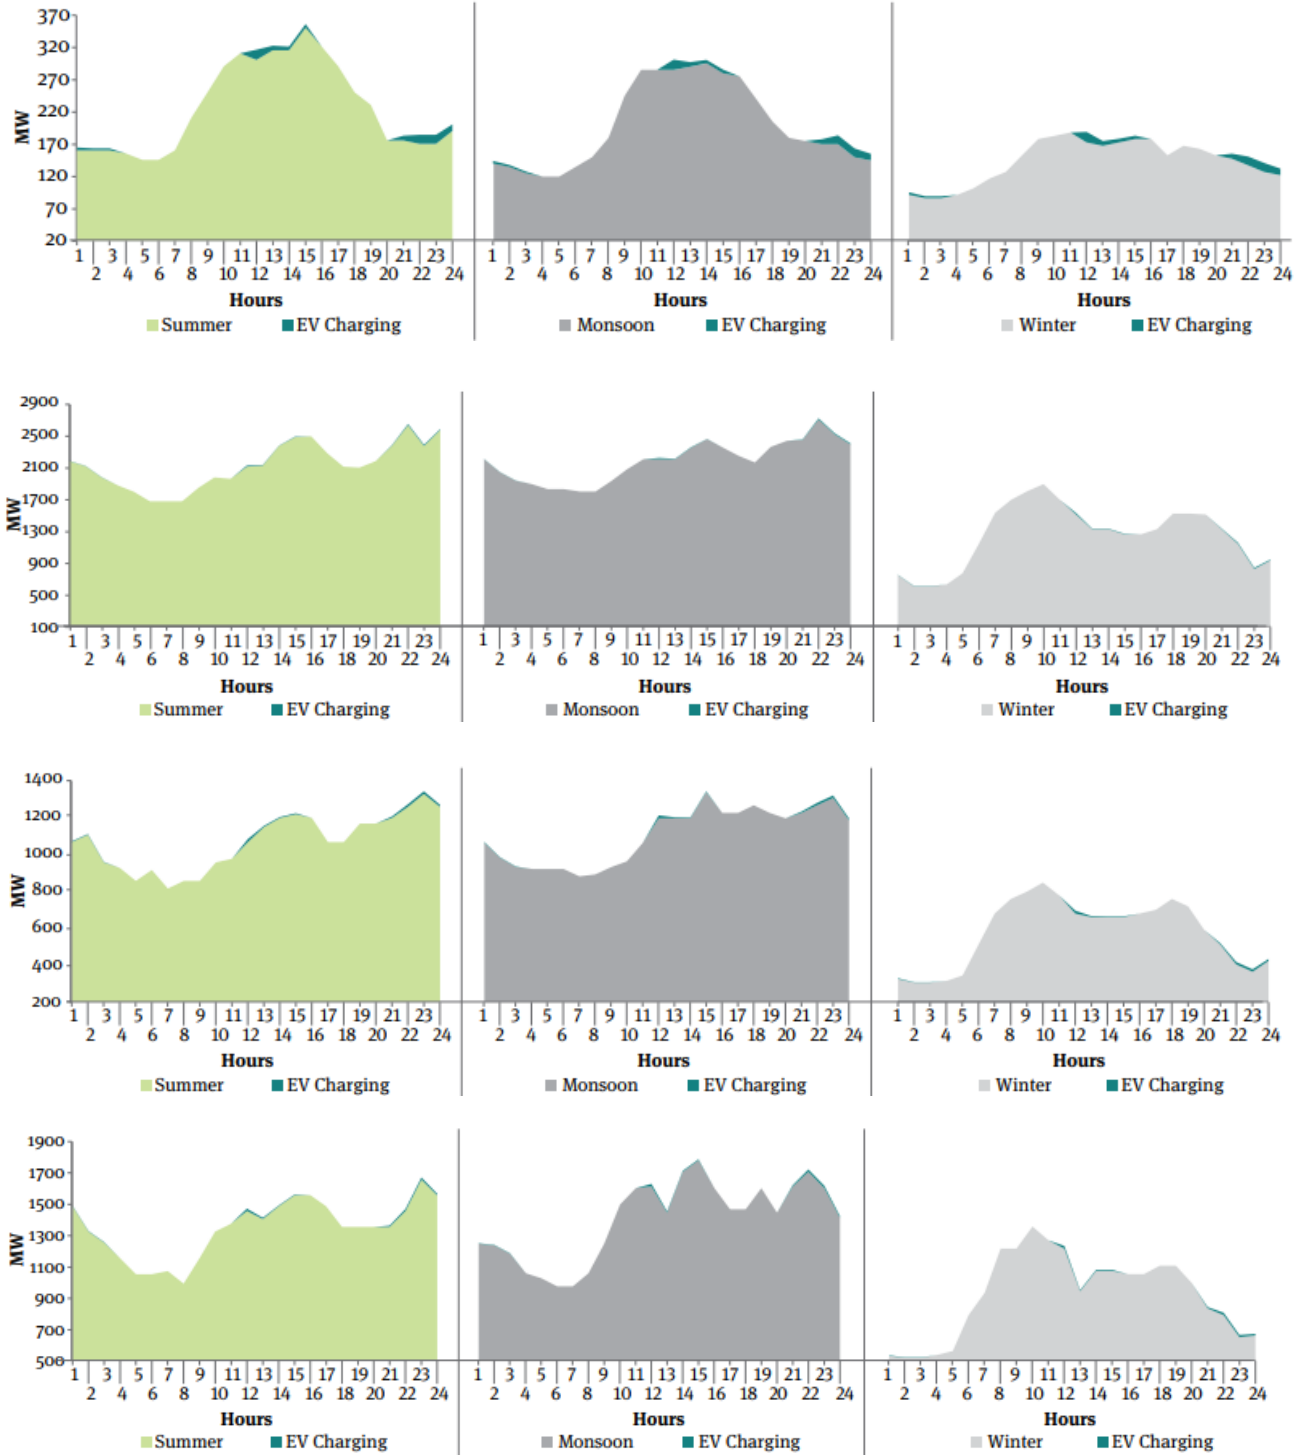 370
320
270
220
170
120
70
20
MW
1 3 5 7 9 11 13 15 17 19 21 23
2 4 6 8 10 12 14 16 18 20 22 24
Hours
Summer EV Charging
1 3 5 7 9 11 13 15 17 19 21 23
2 4 6 8 10 12 14 16 18 20 22 24
Hours
Monsoon EV Charging
1 3 5 7 9 11 13 15 17 19 21 23
2 4 6 8 10 12 14 16 18 20 22 24
Hours
Winter EV Charging
2900
2500
2100
1700
1300
900
500
100
MW
1 3 5 7 9 11 13 15 17 19 21 23
2 4 6 8 10 12 14 16 18 20 22 24
Hours
Summer EV Charging
1 3 5 7 9 11 13 15 17 19 21 23
2 4 6 8 10 12 14 16 18 20 22 24
Hours
Monsoon EV Charging
1 3 5 7 9 11 13 15 17 19 21 23
2 4 6 8 10 12 14 16 18 20 22 24
Hours
Winter EV Charging
1400
1200
1000
800
600
400
200
MW
1 3 5 7 9 11 13 15 17 19 21 23
2 4 6 8 10 12 14 16 18 20 22 24
Hours
Summer EV Charging
1 3 5 7 9 11 13 15 17 19 21 23
2 4 6 8 10 12 14 16 18 20 22 24
Hours
Monsoon EV Charging
1 3 5 7 9 11 13 15 17 19 21 23
2 4 6 8 10 12 14 16 18 20 22 24
Hours
Winter EV Charging
1900
1700
1500
1300
1100
900
700
500
MW
1 3 5 7 9 11 13 15 17 19 21 23
2 4 6 8 10 12 14 16 18 20 22 24
Hours
Summer EV Charging
1 3 5 7 9 11 13 15 17 19 21 23
2 4 6 8 10 12 14 16 18 20 22 24
Hours
Monsoon EV Charging
1 3 5 7 9 11 13 15 17 19 21 23
2 4 6 8 10 12 14 16 18 20 22 24
Hours
Winter EV Charging